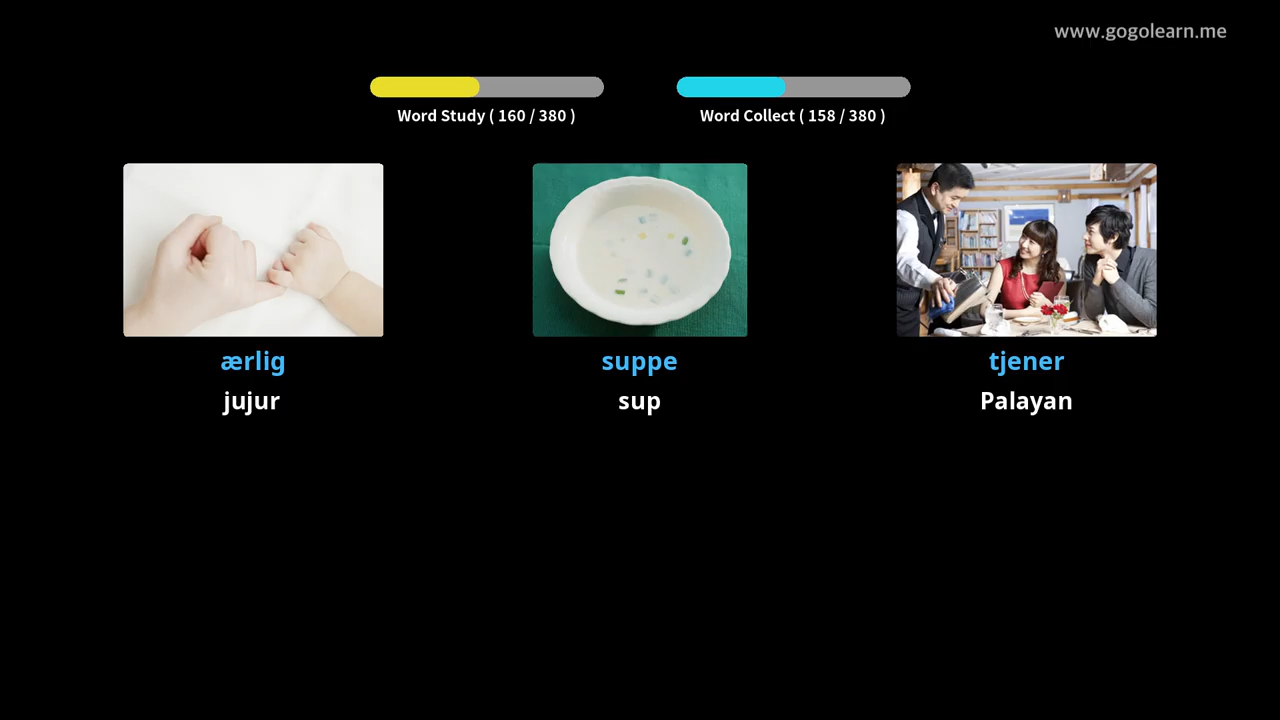 www.gogolearn.me
Word Study ( 160 / 380 )
Word Collect ( 158 / 380 )
ærlig
jujur
suppe
sup
tjener
Palayan